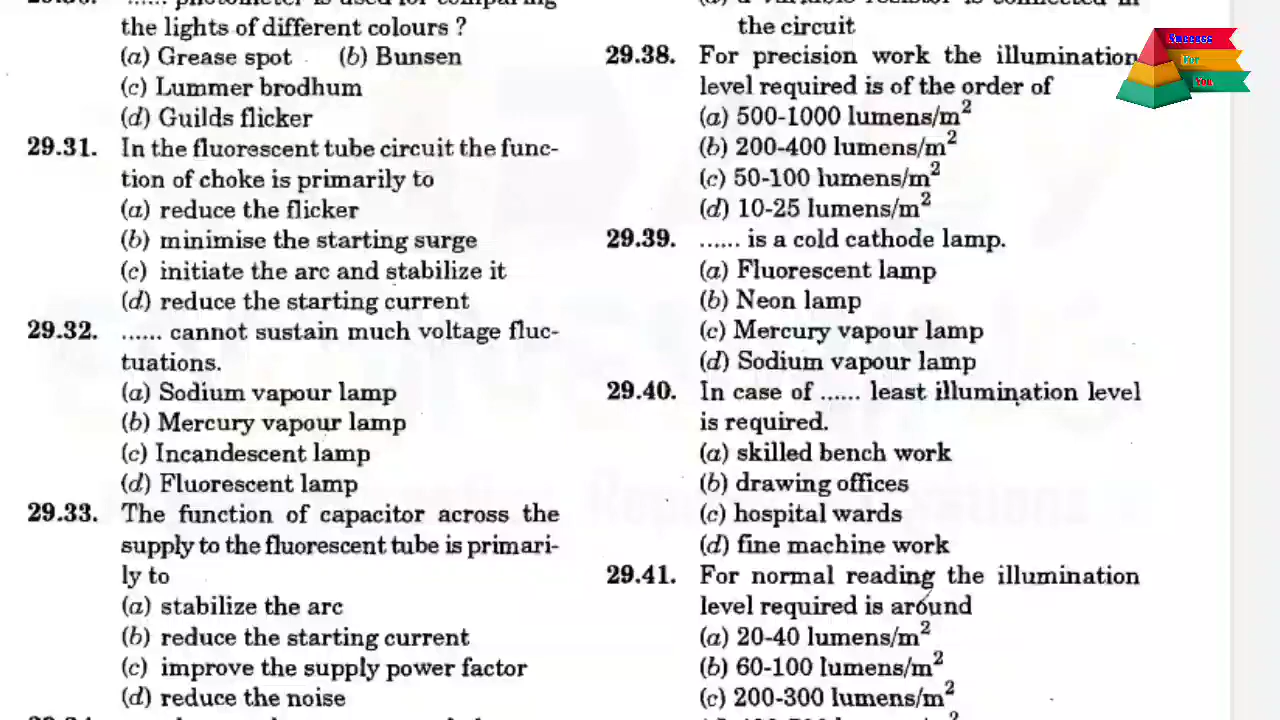 ...... photometer is used for comparing
the lights of different colours ?
(a) Grease spot (b) Bunsen
(c) Lummer brodhum
(d) Guilds flicker
29.31. In the fluorescent tube circuit the func-
tion of choke is primarily to
(a) reduce the flicker
(b) minimise the starting surge
(c) initiate the arc and stabilize it
(d) reduce the starting current
29.32. ...... cannot sustain much voltage fluc-
tuations.
(a) Sodium vapour lamp
(b) Mercury vapour lamp
(c) Incandescent lamp
(d) Fluorescent lamp
29.33. The function of capacitor across the
supply to the fluorescent tube is primari-
ly to
(a) stabilize the arc
(b) reduce the starting current
(c) improve the supply power factor
(d) reduce the noise
the circuit
29.38. For precision work the illumination
level required is of the order of
(a) 500-1000 lumens/m²
(b) 200-400 lumens/m²
(c) 50-100 lumens/m²
(d) 10-25 lumens/m²
29.39. ...... is a cold cathode lamp.
(a) Fluorescent lamp
(b) Neon lamp
(c) Mercury vapour lamp
(d) Sodium vapour lamp
29.40. In case of ...... least illumination level
is required.
(a) skilled bench work
(b) drawing offices
(c) hospital wards
(d) fine machine work
29.41. For normal reading the illumination
level required is around
(a) 20-40 lumens/m²
(b) 60-100 lumens/m²
(c) 200-300 lumens/m²
Success
For
You